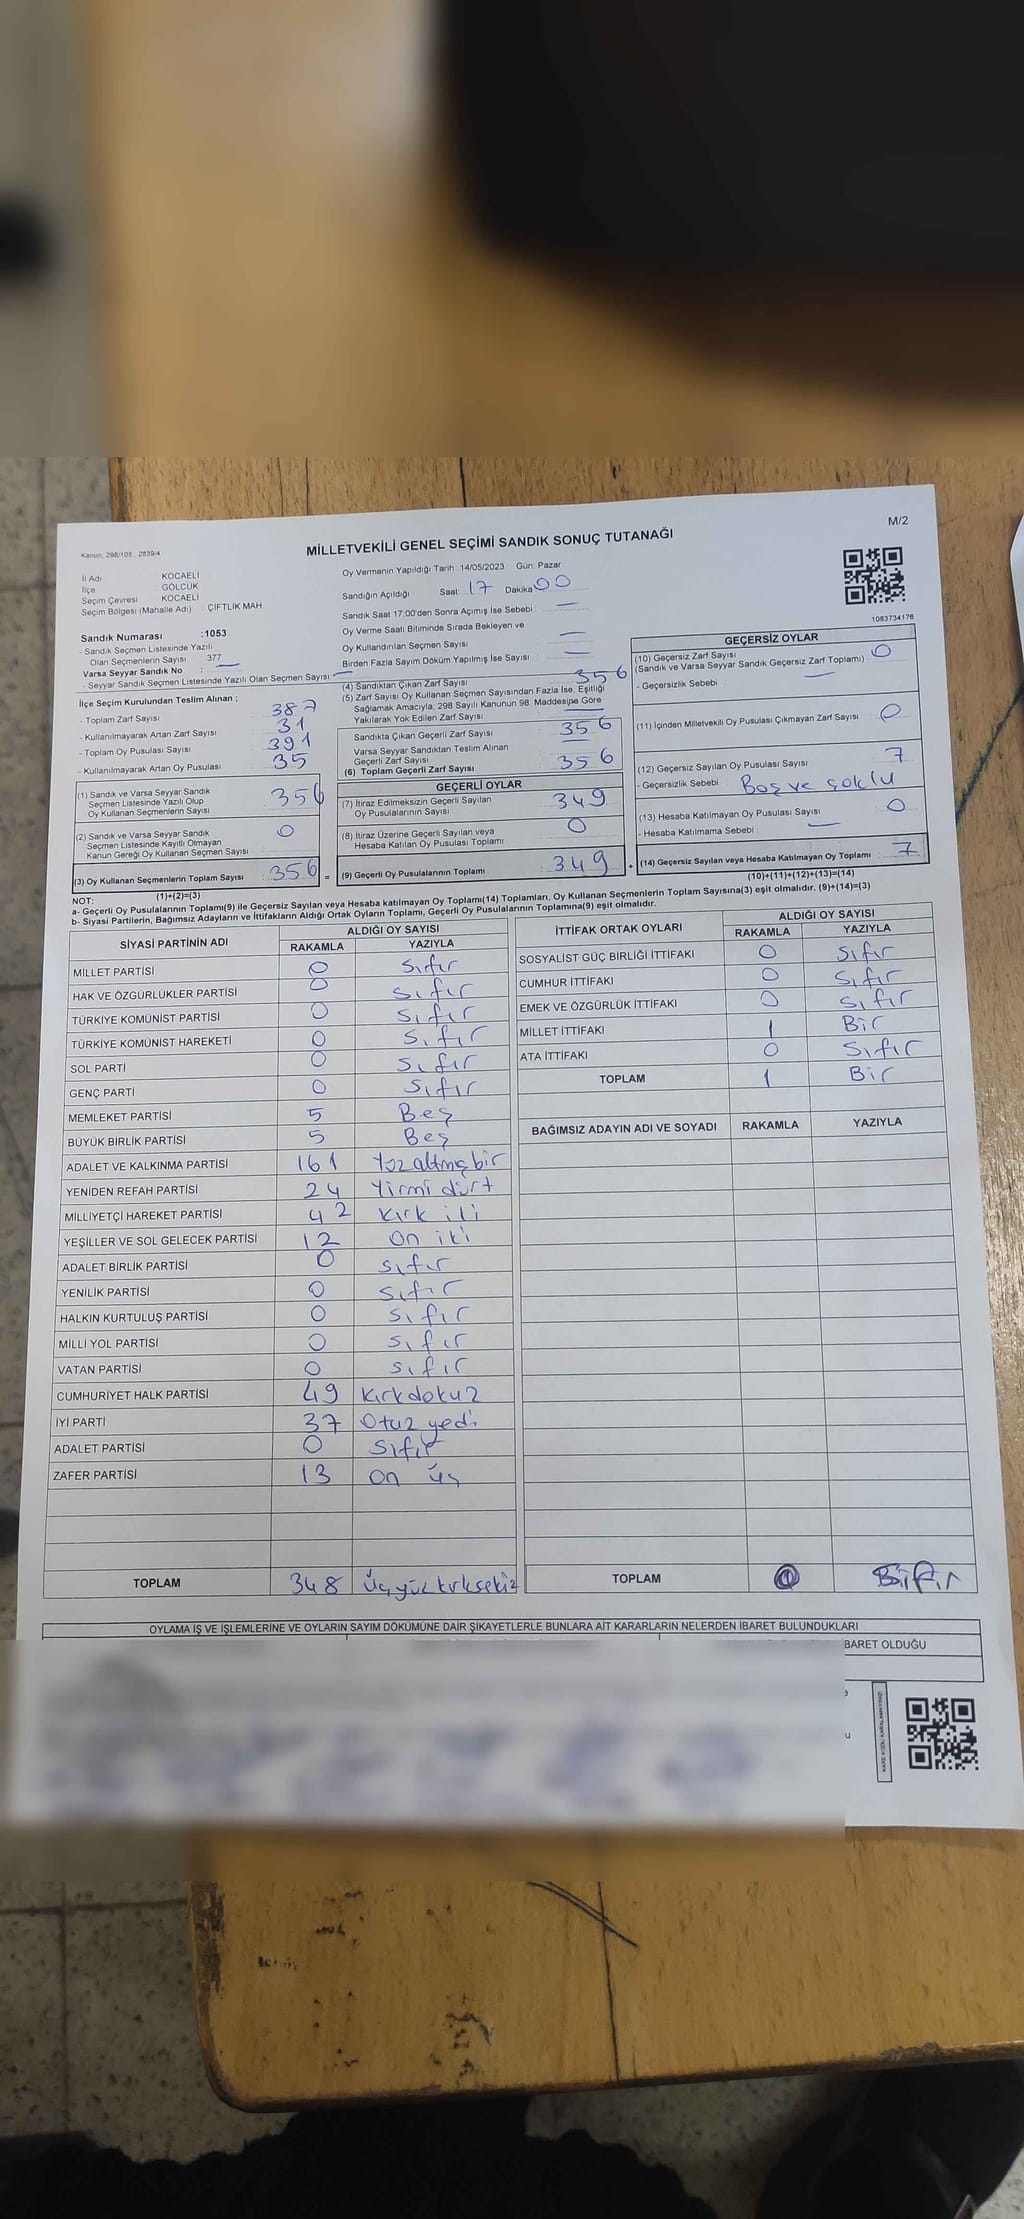 M/2
Kanun: 298/105 , 2839/4
MİLLETVEKİLİ GENEL SEÇİMİ SANDIK SONUÇ TUTANAĞI
İl Adı KOCAELİ
İlçe GÖLCÜK
Seçim Çevresi KOCAELİ
Seçim Bölgesi (Mahalle Adı) : ÇİFTLİK MAH.
Sandık Numarası :1053
- Sandık Seçmen Listesinde Yazılı
Olan Seçmenlerin Sayısı 377
Varsa Seyyar Sandık No : —
- Seyyar Sandık Seçmen Listesinde Yazılı Olan Seçmen Sayısı: —
Oy Vermenin Yapıldığı Tarih : 14/05/2023 Gün: Pazar
Sandığın Açıldığı Saat: 17 Dakika 00
Sandık Saat 17:00'den Sonra Açımış İse Sebebi : —
Oy Verme Saati Bitiminde Sırada Bekleyen ve
Oy Kullandırılan Seçmen Sayısı —
Birden Fazla Sayım Döküm Yapılmış İse Sayısı —
1083734176
İlçe Seçim Kurulundan Teslim Alınan ;
- Toplam Zarf Sayısı 387
- Kullanılmayarak Artan Zarf Sayısı 31
- Toplam Oy Pusulası Sayısı 391
- Kullanılmayarak Artan Oy Pusulası 35
(4) Sandıktan Çıkan Zarf Sayısı 356
(5) Zarf Sayısı Oy Kullanan Seçmen Sayısından Fazla İse, Eşitliği
Sağlamak Amacıyla, 298 Sayılı Kanunun 98. Maddesine Göre
Yakılarak Yok Edilen Zarf Sayısı —
Sandıkta Çıkan Geçerli Zarf Sayısı 356
Varsa Seyyar Sandıktan Teslim Alınan
Geçerli Zarf Sayısı —
(6) Toplam Geçerli Zarf Sayısı 356
GEÇERSİZ OYLAR
(10) Geçersiz Zarf Sayısı 0
(Sandık ve Varsa Seyyar Sandık Geçersiz Zarf Toplamı)
- Geçersizlik Sebebi : —
(11) İçinden Milletvekili Oy Pusulası Çıkmayan Zarf Sayısı 0
(12) Geçersiz Sayılan Oy Pusulası Sayısı 7
- Geçersizlik Sebebi Boş ve çoklu
(13) Hesaba Katılmayan Oy Pusulası Sayısı 0
- Hesaba Katılmama Sebebi : —
(14) Geçersiz Sayılan veya Hesaba Katılmayan Oy Toplamı 7
(10)+(11)+(12)+(13)=(14)
(1) Sandık ve Varsa Seyyar Sandık
Seçmen Listesinde Yazılı Olup
Oy Kullanan Seçmenlerin Sayısı 356
(2) Sandık ve Varsa Seyyar Sandık
Seçmen Listesinde Kayıtlı Olmayan
Kanun Gereği Oy Kullanan Seçmen Sayısı 0
(3) Oy Kullanan Seçmenlerin Toplam Sayısı 356 =
(1)+(2)=(3)
GEÇERLİ OYLAR
(7) İtiraz Edilmeksizin Geçerli Sayılan
Oy Pusulalarının Sayısı 349
(8) İtiraz Üzerine Geçerli Sayılan veya
Hesaba Katılan Oy Pusulası Toplamı 0
(9) Geçerli Oy Pusulalarının Toplamı 349 +
NOT:
a- Geçerli Oy Pusulalarının Toplamı(9) ile Geçersiz Sayılan veya Hesaba katılmayan Oy Toplamı(14) Toplamları, Oy Kullanan Seçmenlerin Toplam Sayısına(3) eşit olmalıdır. (9)+(14)=(3)
b- Siyasi Partilerin, Bağımsız Adayların ve İttifakların Aldığı Ortak Oyların Toplamı, Geçerli Oy Pusulalarının Toplamına(9) eşit olmalıdır.
SİYASİ PARTİNİN ADI ALDIĞI OY SAYISI
RAKAMLA YAZIYLA
MİLLET PARTİSİ 0 Sıfır
HAK VE ÖZGÜRLÜKLER PARTİSİ 0 Sıfır
TÜRKİYE KOMÜNİST PARTİSİ 0 Sıfır
TÜRKİYE KOMÜNİST HAREKETİ 0 Sıfır
SOL PARTİ 0 Sıfır
GENÇ PARTİ 0 Sıfır
MEMLEKET PARTİSİ 5 Beş
BÜYÜK BİRLİK PARTİSİ 5 Beş
ADALET VE KALKINMA PARTİSİ 161 Yüzaltmışbir
YENİDEN REFAH PARTİSİ 24 Yirmi dört
MİLLİYETÇİ HAREKET PARTİSİ 42 Kırk iki
YEŞİLLER VE SOL GELECEK PARTİSİ 12 On iki
ADALET BİRLİK PARTİSİ 0 Sıfır
YENİLİK PARTİSİ 0 Sıfır
HALKIN KURTULUŞ PARTİSİ 0 Sıfır
MİLLİ YOL PARTİSİ 0 Sıfır
VATAN PARTİSİ 0 Sıfır
CUMHURİYET HALK PARTİSİ 49 Kırkdokuz
İYİ PARTİ 37 Otuz yedi
ADALET PARTİSİ 0 Sıfır
ZAFER PARTİSİ 13 on üç
TOPLAM 348 Üçyüz kırksekiz
İTTİFAK ORTAK OYLARI ALDIĞI OY SAYISI
RAKAMLA YAZIYLA
SOSYALİST GÜÇ BİRLİĞİ İTTİFAKI 0 Sıfır
CUMHUR İTTİFAKI 0 Sıfır
EMEK VE ÖZGÜRLÜK İTTİFAKI 0 Sıfır
MİLLET İTTİFAKI 1 Bir
ATA İTTİFAKI 0 Sıfır
TOPLAM 1 Bir
BAĞIMSIZ ADAYIN ADI VE SOYADI RAKAMLA YAZIYLA
TOPLAM
OYLAMA İŞ VE İŞLEMLERİNE VE OYLARIN SAYIM DÖKÜMÜNE DAİR ŞİKAYETLERLE BUNLARA AİT KARARLARIN NELERDEN İBARET BULUNDUKLARI
BARET OLDUĞU